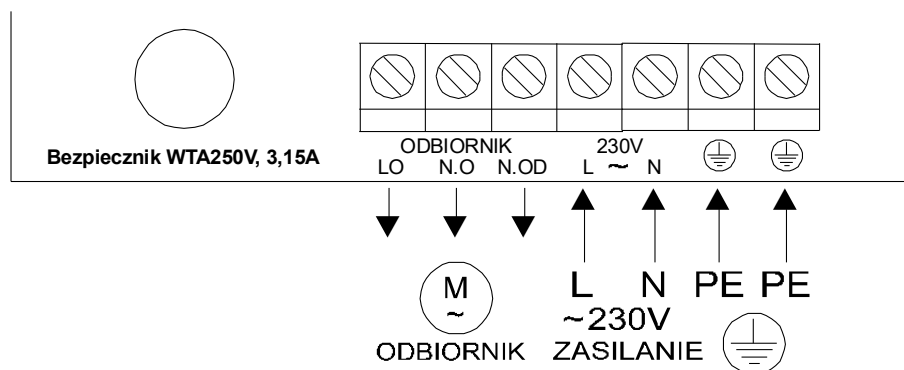 Bezpiecznik WTA250V, 3,15A
ODBIORNIK 230V
LO N.O N.OD L ~ N
M
~
ODBIORNIK
L N PE PE
~230V
ZASILANIE